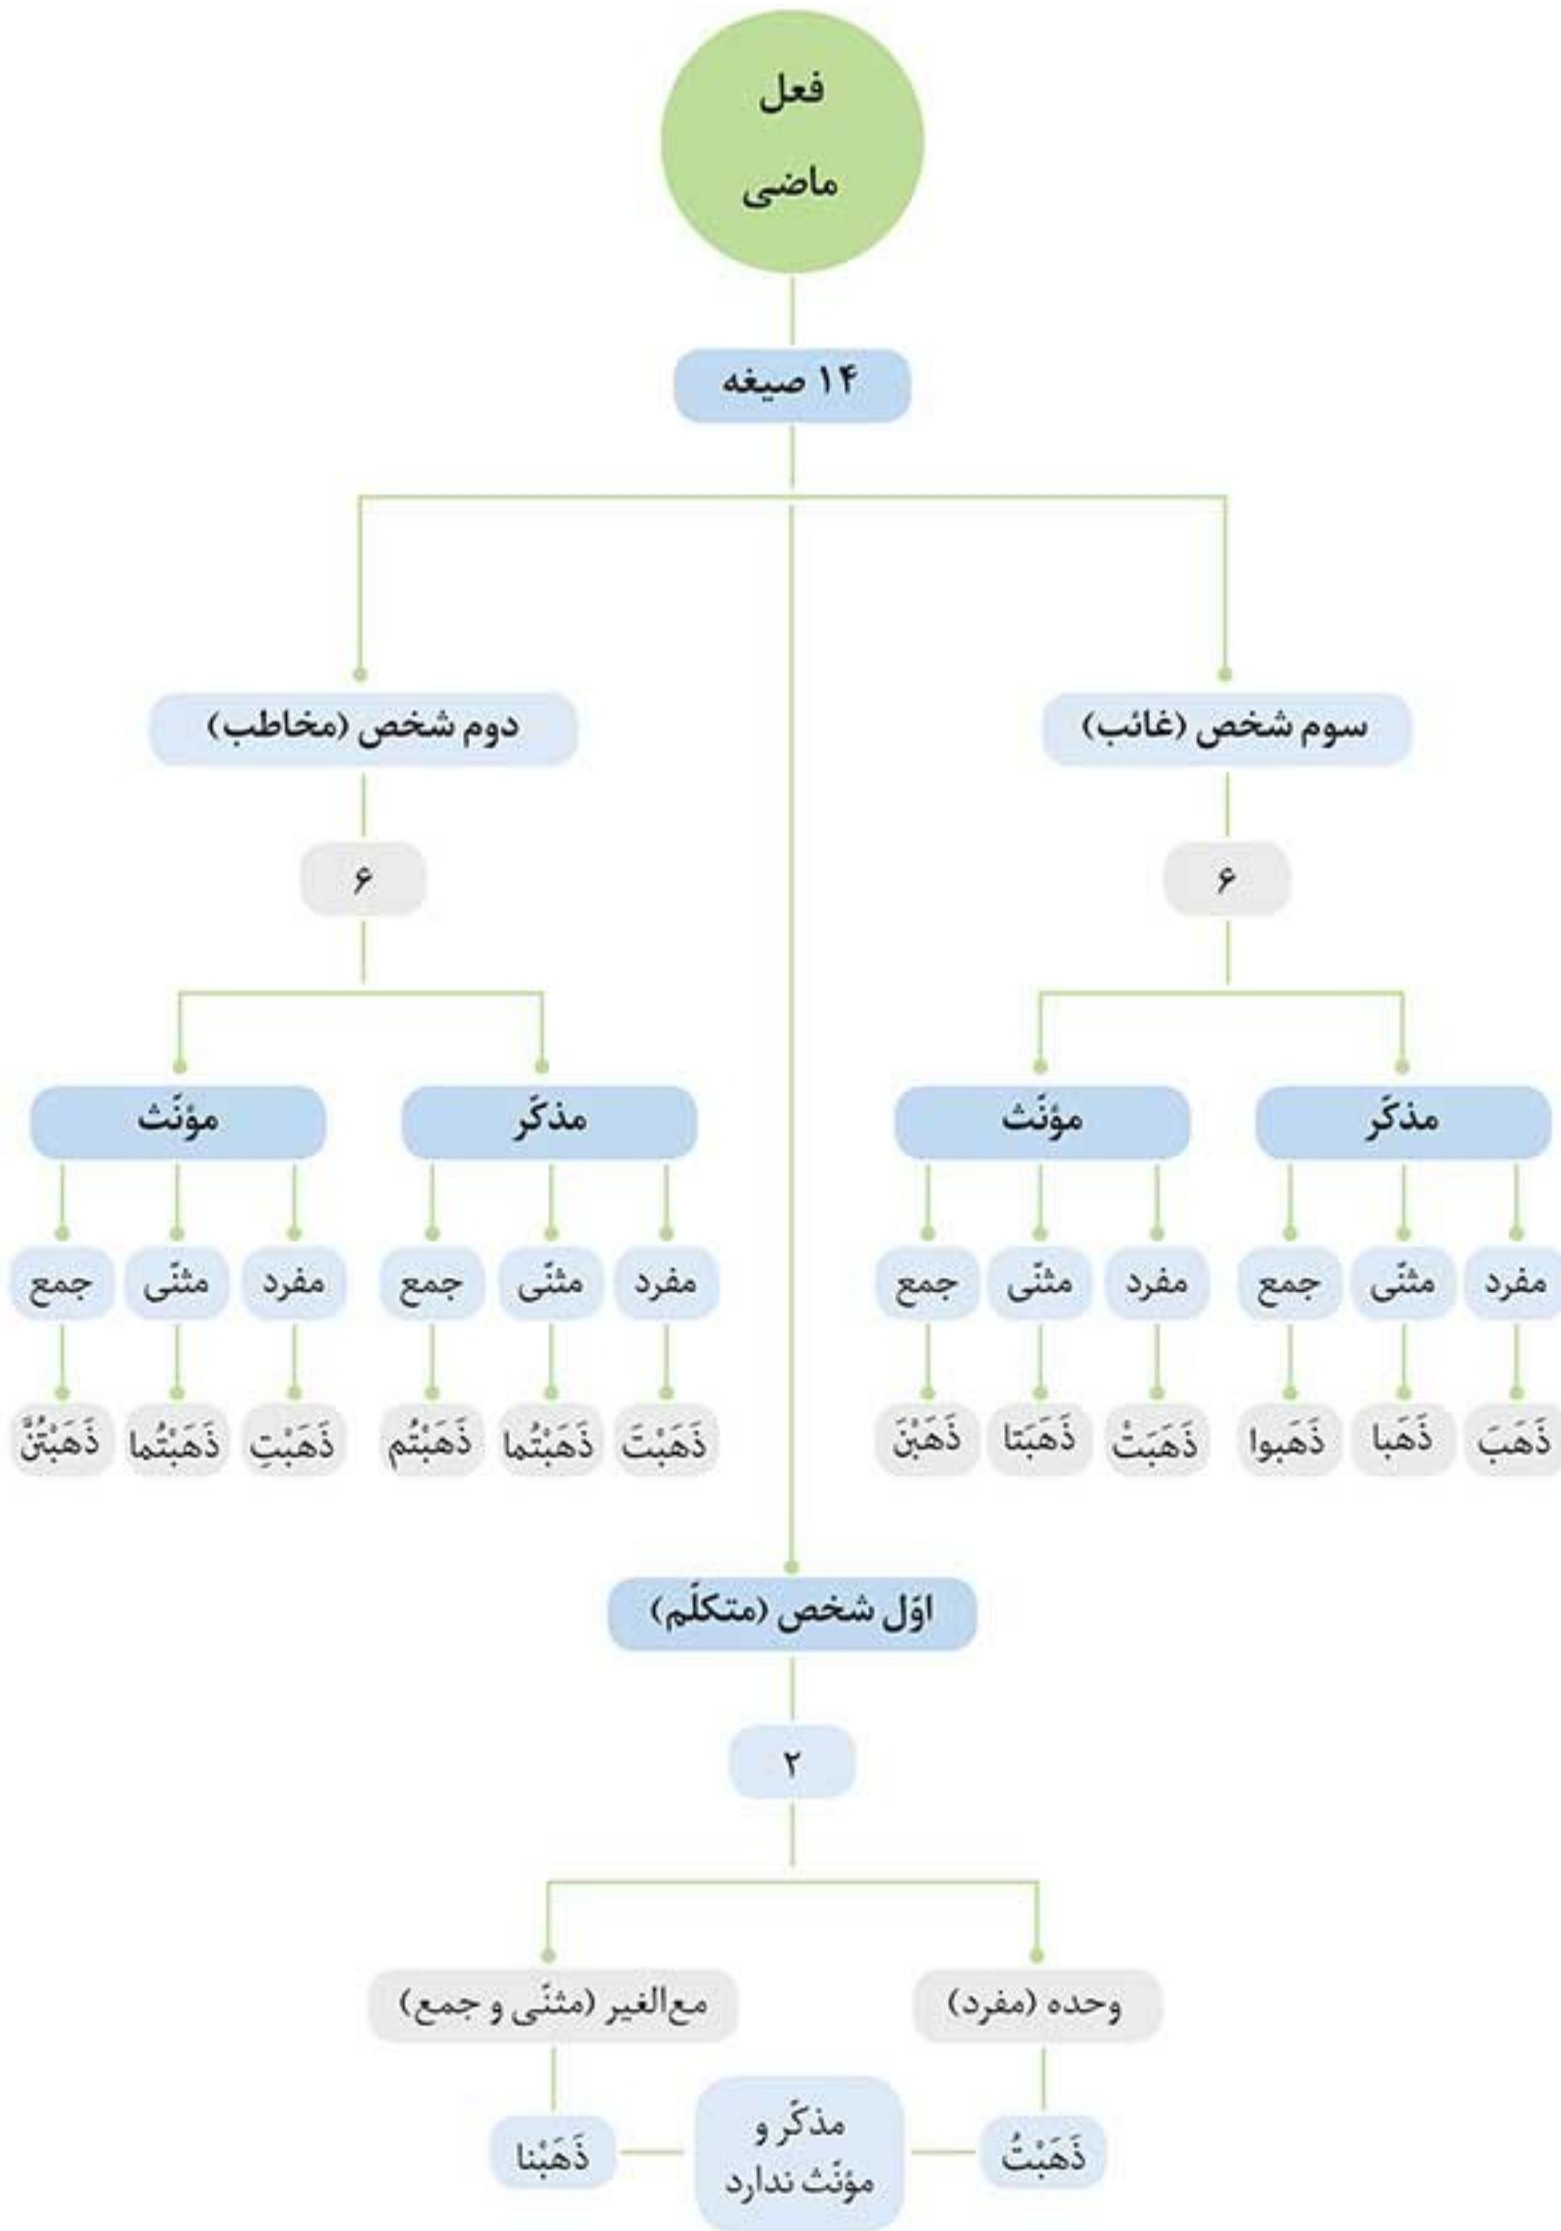 فعل
ماضی
۱۴ صیغه
سوم شخص (غائب)
دوم شخص (مخاطب)
۶
۶
مذکّر
مؤنّث
مذکّر
مؤنّث
مفرد
مثنّی
جمع
مفرد
مثنّی
جمع
مفرد
مثنّی
جمع
مفرد
مثنّی
جمع
ذَهَبَ
ذَهَبا
ذَهَبوا
ذَهَبَتْ
ذَهَبَتا
ذَهَبْنَ
ذَهَبْتَ
ذَهَبْتُما
ذَهَبْتُم
ذَهَبْتِ
ذَهَبْتُما
ذَهَبْتُنَّ
اوّل شخص (متکلّم)
۲
وحده (مفرد)
مع‌الغیر (مثنّی و جمع)
ذَهَبْتُ
مذکّر و
مؤنّث ندارد
ذَهَبْنا